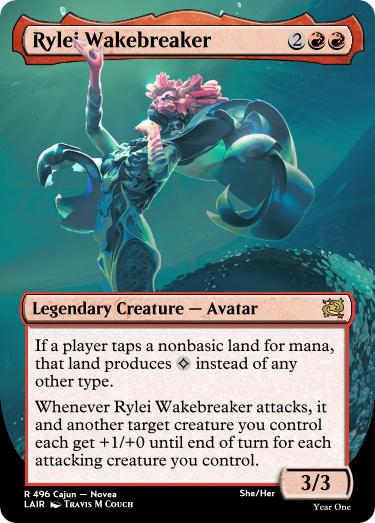 Rylei Wakebreaker 2
Legendary Creature — Avatar
If a player taps a nonbasic land for mana,
that land produces instead of any
other type.
Whenever Rylei Wakebreaker attacks, it
and another target creature you control
each get +1/+0 until end of turn for each
attacking creature you control.
3/3
R 496 Cajun — Novea She/Her
LAIR Travis M Couch Year One